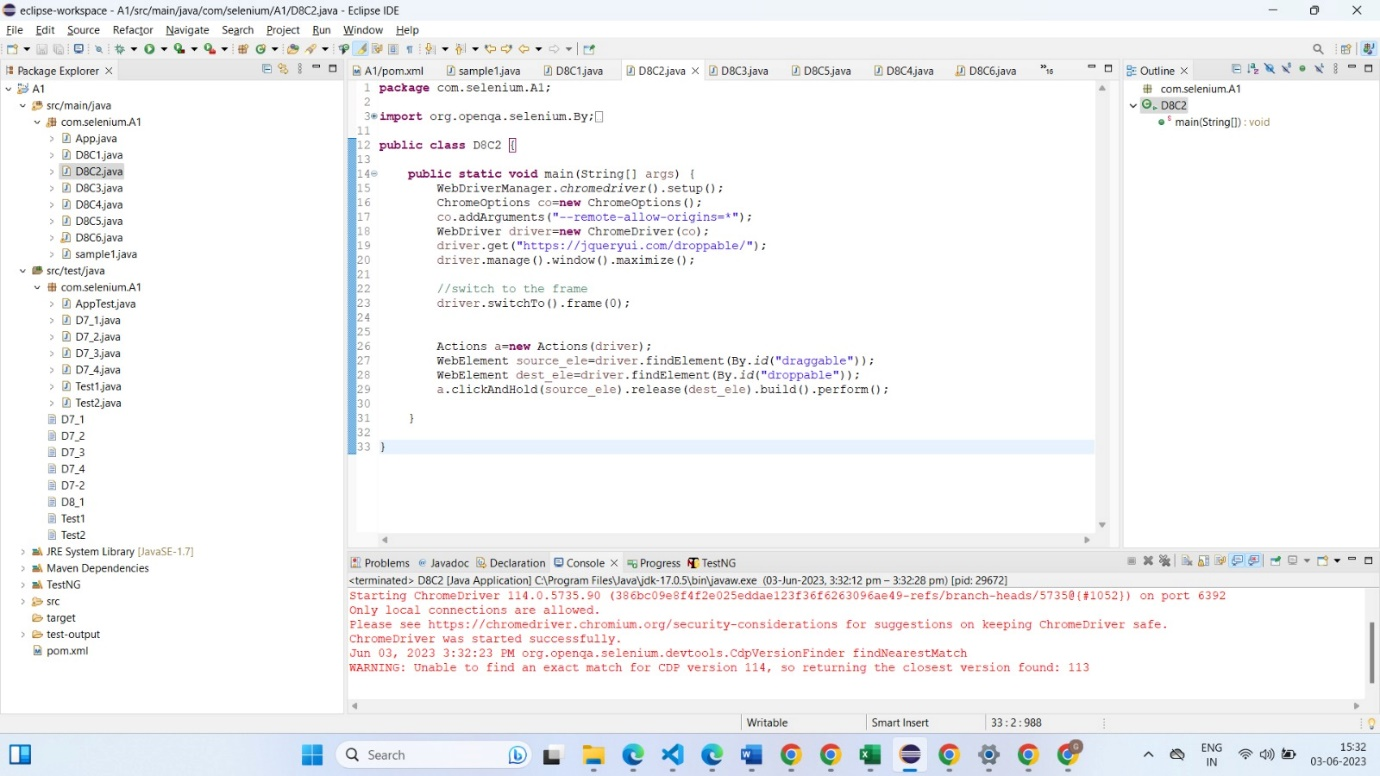 eclipse-workspace - A1/src/main/java/com/selenium/A1/D8C2.java - Eclipse IDE
File Edit Source Refactor Navigate Search Project Run Window Help
Package Explorer
A1
src/main/java
com.selenium.A1
App.java
D8C1.java
D8C2.java
D8C3.java
D8C4.java
D8C5.java
D8C6.java
sample1.java
src/test/java
com.selenium.A1
AppTest.java
D7_1.java
D7_2.java
D7_3.java
D7_4.java
Test1.java
Test2.java
D7_1
D7_2
D7_3
D7_4
D7-2
D8_1
Test1
Test2
JRE System Library [JavaSE-1.7]
Maven Dependencies
TestNG
src
target
test-output
pom.xml
A1/pom.xml sample1.java D8C1.java D8C2.java D8C3.java D8C5.java D8C4.java D8C6.java »16
1 package com.selenium.A1;
2
3 import org.openqa.selenium.By;
11
12 public class D8C2 {
13
14 public static void main(String[] args) {
15 WebDriverManager.chromedriver().setup();
16 ChromeOptions co=new ChromeOptions();
17 co.addArguments("--remote-allow-origins=*");
18 WebDriver driver=new ChromeDriver(co);
19 driver.get("https://jqueryui.com/droppable/");
20 driver.manage().window().maximize();
21
22 //switch to the frame
23 driver.switchTo().frame(0);
24
25
26 Actions a=new Actions(driver);
27 WebElement source_ele=driver.findElement(By.id("draggable"));
28 WebElement dest_ele=driver.findElement(By.id("droppable"));
29 a.clickAndHold(source_ele).release(dest_ele).build().perform();
30
31 }
32
33 }
Outline
com.selenium.A1
D8C2
main(String[]) : void
Problems Javadoc Declaration Console Progress TestNG
<terminated> D8C2 [Java Application] C:\Program Files\Java\jdk-17.0.5\bin\javaw.exe (03-Jun-2023, 3:32:12 pm – 3:32:28 pm) [pid: 29672]
Starting ChromeDriver 114.0.5735.90 (386bc09e8f4f2e025eddae123f36f6263096ae49-refs/branch-heads/5735@{#1052}) on port 6392
Only local connections are allowed.
Please see https://chromedriver.chromium.org/security-considerations for suggestions on keeping ChromeDriver safe.
ChromeDriver was started successfully.
Jun 03, 2023 3:32:23 PM org.openqa.selenium.devtools.CdpVersionFinder findNearestMatch
WARNING: Unable to find an exact match for CDP version 114, so returning the closest version found: 113
Writable Smart Insert 33 : 2 : 988
Search
ENG
IN
15:32
03-06-2023